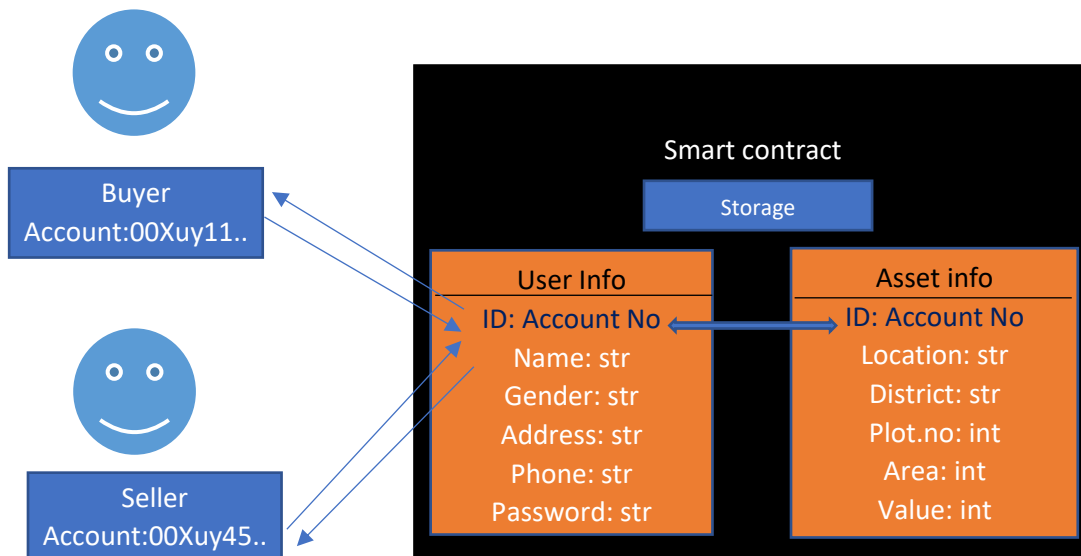 Buyer
Account:00Xuy11..
Seller
Account:00Xuy45..
Smart contract
Storage
User Info
ID: Account No
Name: str
Gender: str
Address: str
Phone: str
Password: str
Asset info
ID: Account No
Location: str
District: str
Plot.no: int
Area: int
Value: int